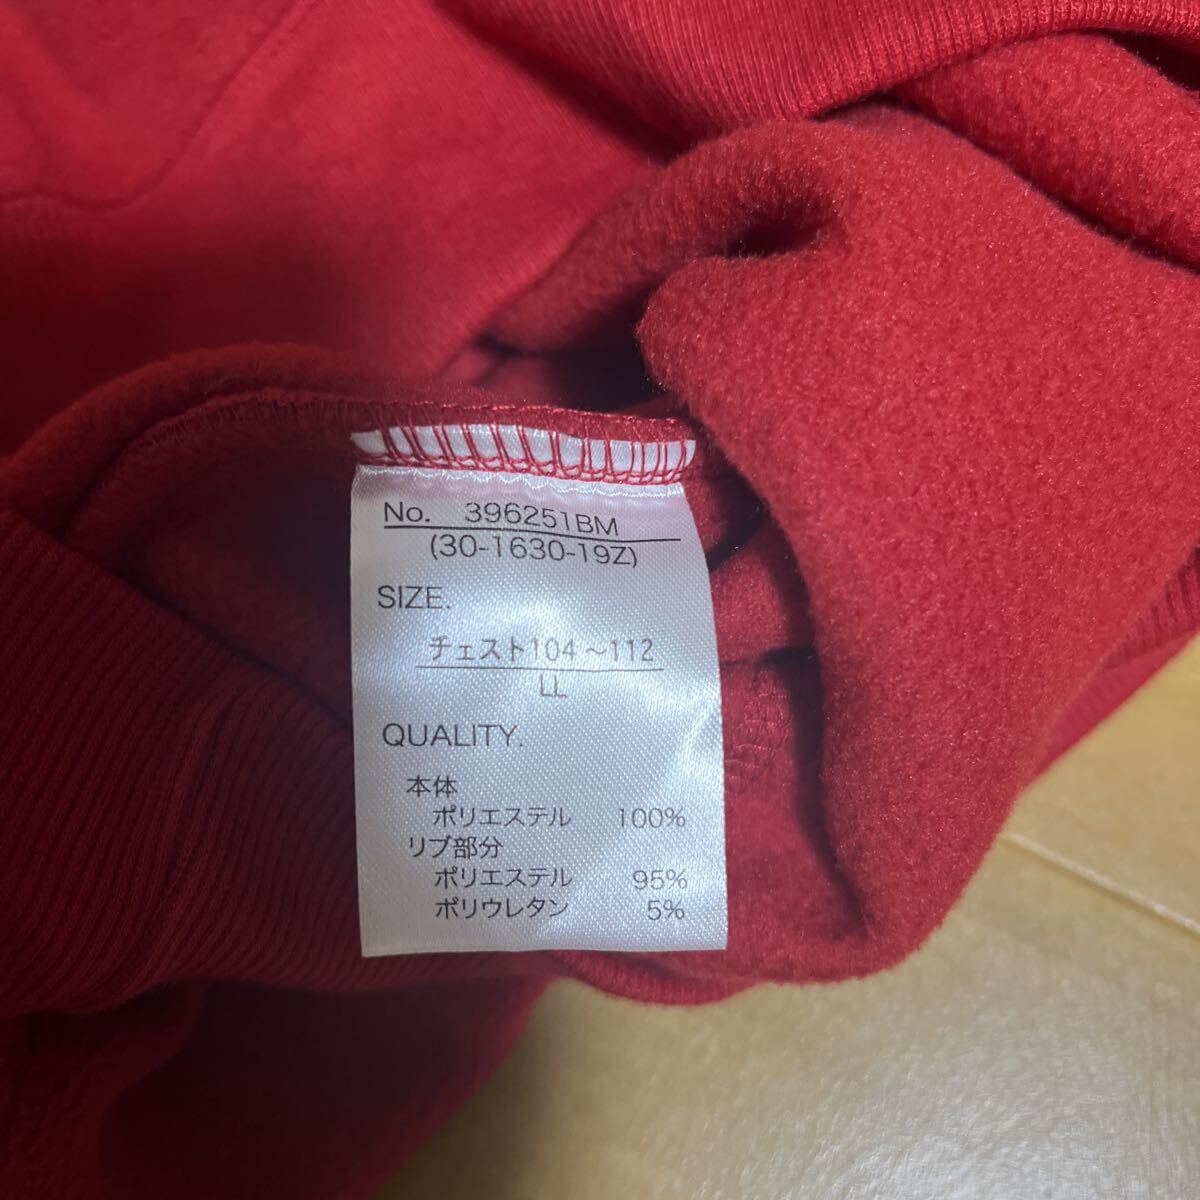 No. 396251BM
(30-1630-19Z)
SIZE.
チェスト104～112
LL
QUALITY.
本体
ポリエステル 100%
リブ部分
ポリエステル 95%
ポリウレタン 5%